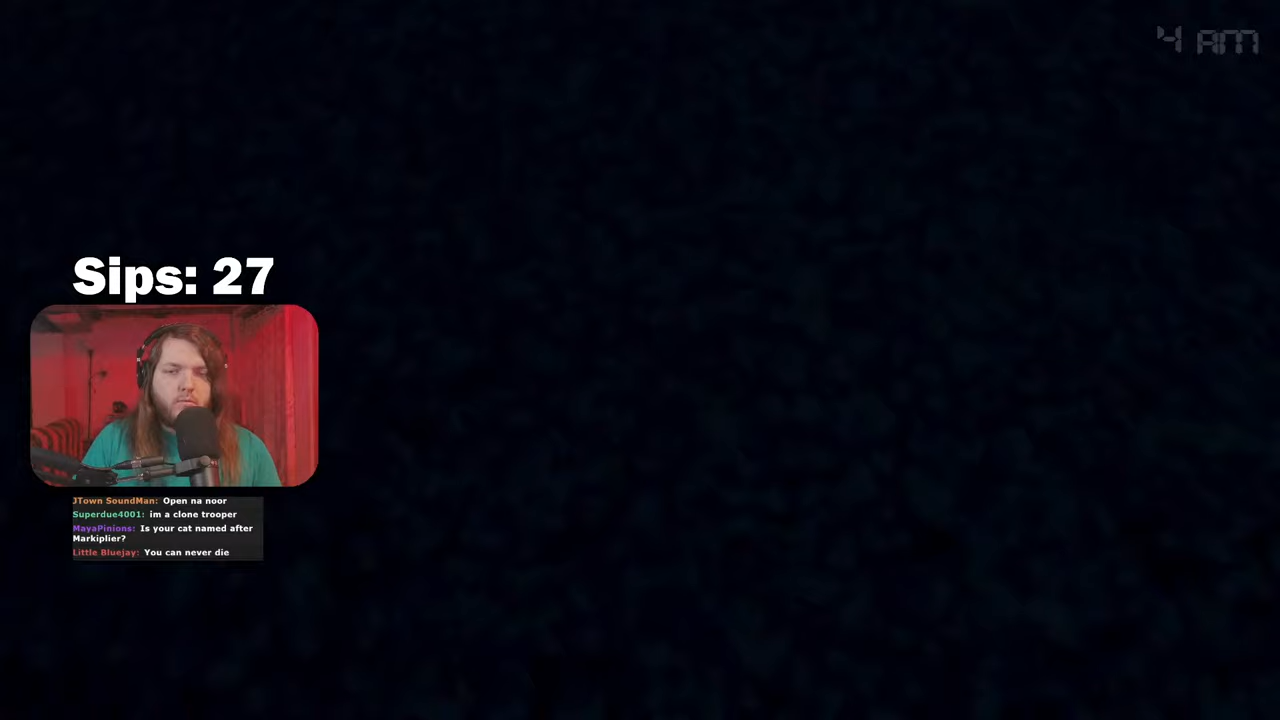 4 AM
Sips: 27
JTown SoundMan: Open na noor
Superdue4001: im a clone trooper
MayaPinions: Is your cat named after
Markiplier?
Little Bluejay: You can never die